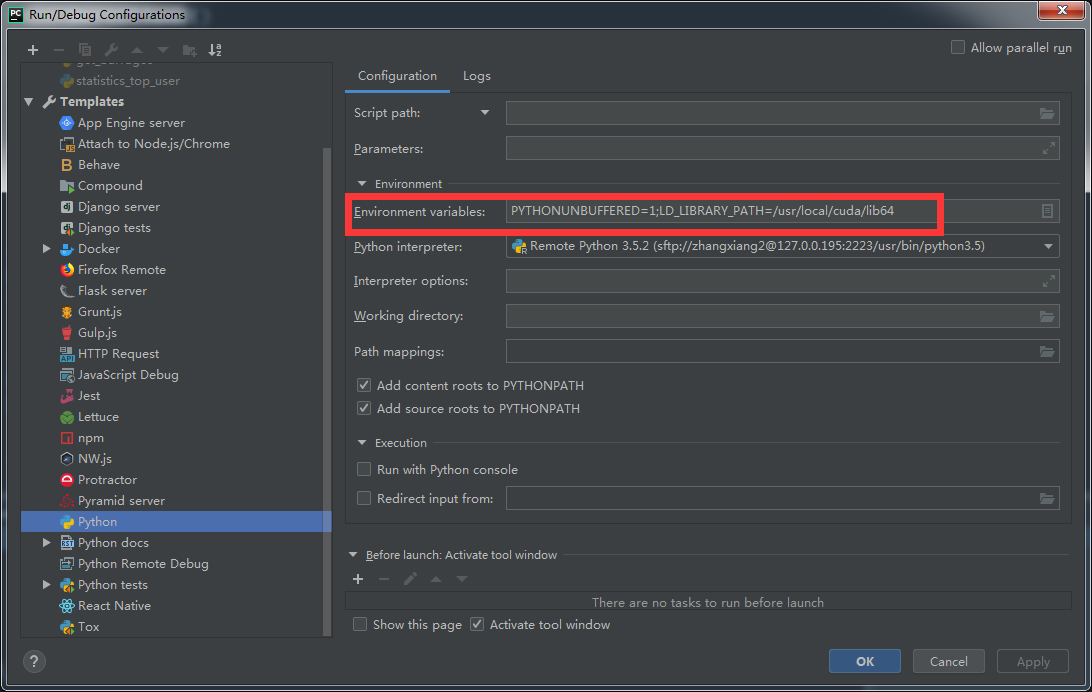 PC Run/Debug Configurations
Allow parallel run
statistics_top_user
Templates
App Engine server
Attach to Node.js/Chrome
Behave
Compound
Django server
Django tests
Docker
Firefox Remote
Flask server
Grunt.js
Gulp.js
HTTP Request
JavaScript Debug
Jest
Lettuce
npm
NW.js
Protractor
Pyramid server
Python
Python docs
Python Remote Debug
Python tests
React Native
Tox
Configuration Logs
Script path:
Parameters:
Environment
Environment variables: PYTHONUNBUFFERED=1;LD_LIBRARY_PATH=/usr/local/cuda/lib64
Python interpreter: Remote Python 3.5.2 (sftp://zhangxiang2@127.0.0.195:2223/usr/bin/python3.5)
Interpreter options:
Working directory:
Path mappings:
Add content roots to PYTHONPATH
Add source roots to PYTHONPATH
Execution
Run with Python console
Redirect input from:
Before launch: Activate tool window
There are no tasks to run before launch
Show this page Activate tool window
? OK Cancel Apply